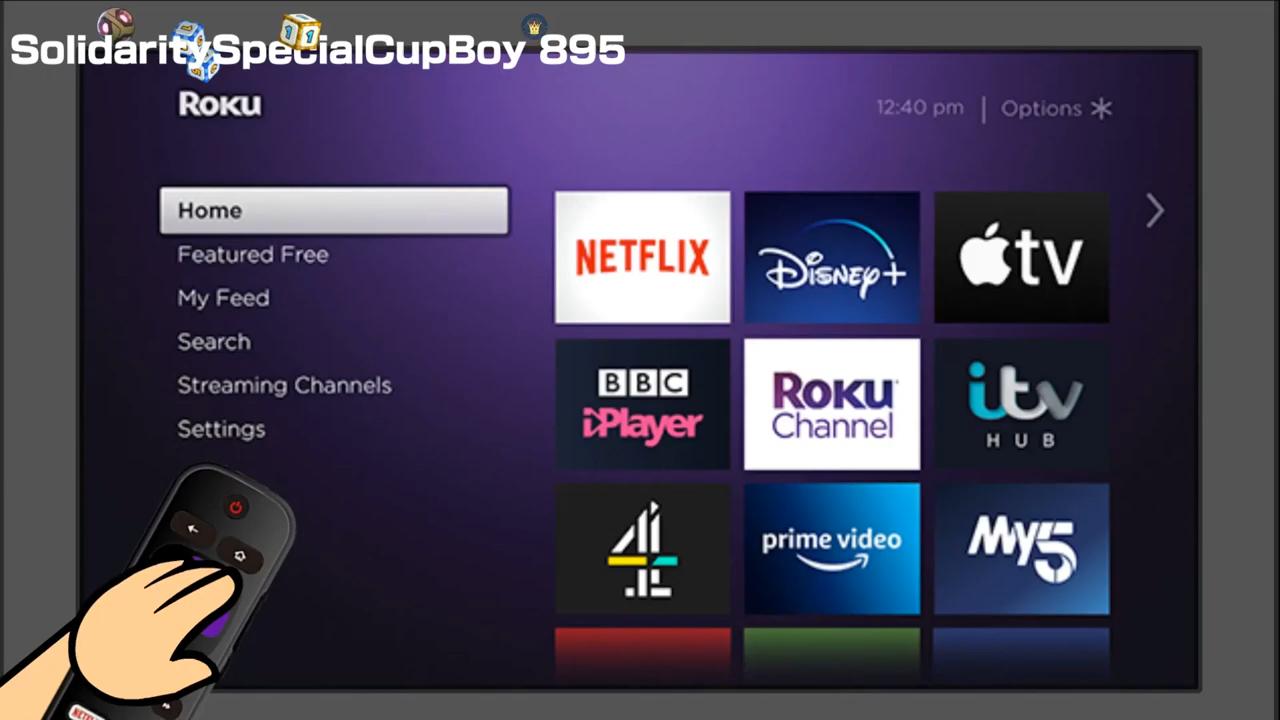 SolidaritySpecialCupBoy 895
Roku
12:40 pm | Options
Home
Featured Free
My Feed
Search
Streaming Channels
Settings
NETFLIX
Disney+
tv
BBC
iPlayer
Roku
Channel
itv
HUB
4
prime video
My5
NETFLIX